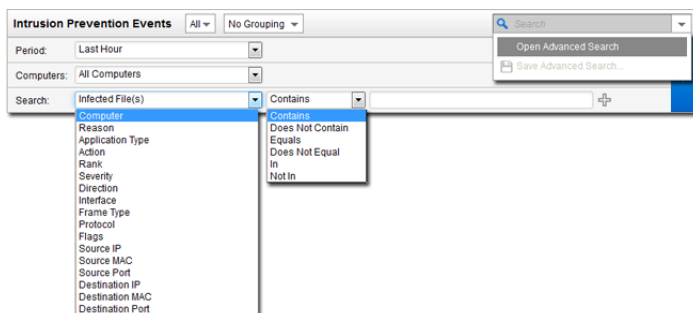 Intrusion Prevention Events All No Grouping Search
Open Advanced Search
Save Advanced Search...
Period: Last Hour
Computers: All Computers
Search: Infected File(s) Contains
Computer
Reason
Application Type
Action
Rank
Severity
Direction
Interface
Frame Type
Protocol
Flags
Source IP
Source MAC
Source Port
Destination IP
Destination MAC
Destination Port
Contains
Does Not Contain
Equals
Does Not Equal
In
Not In